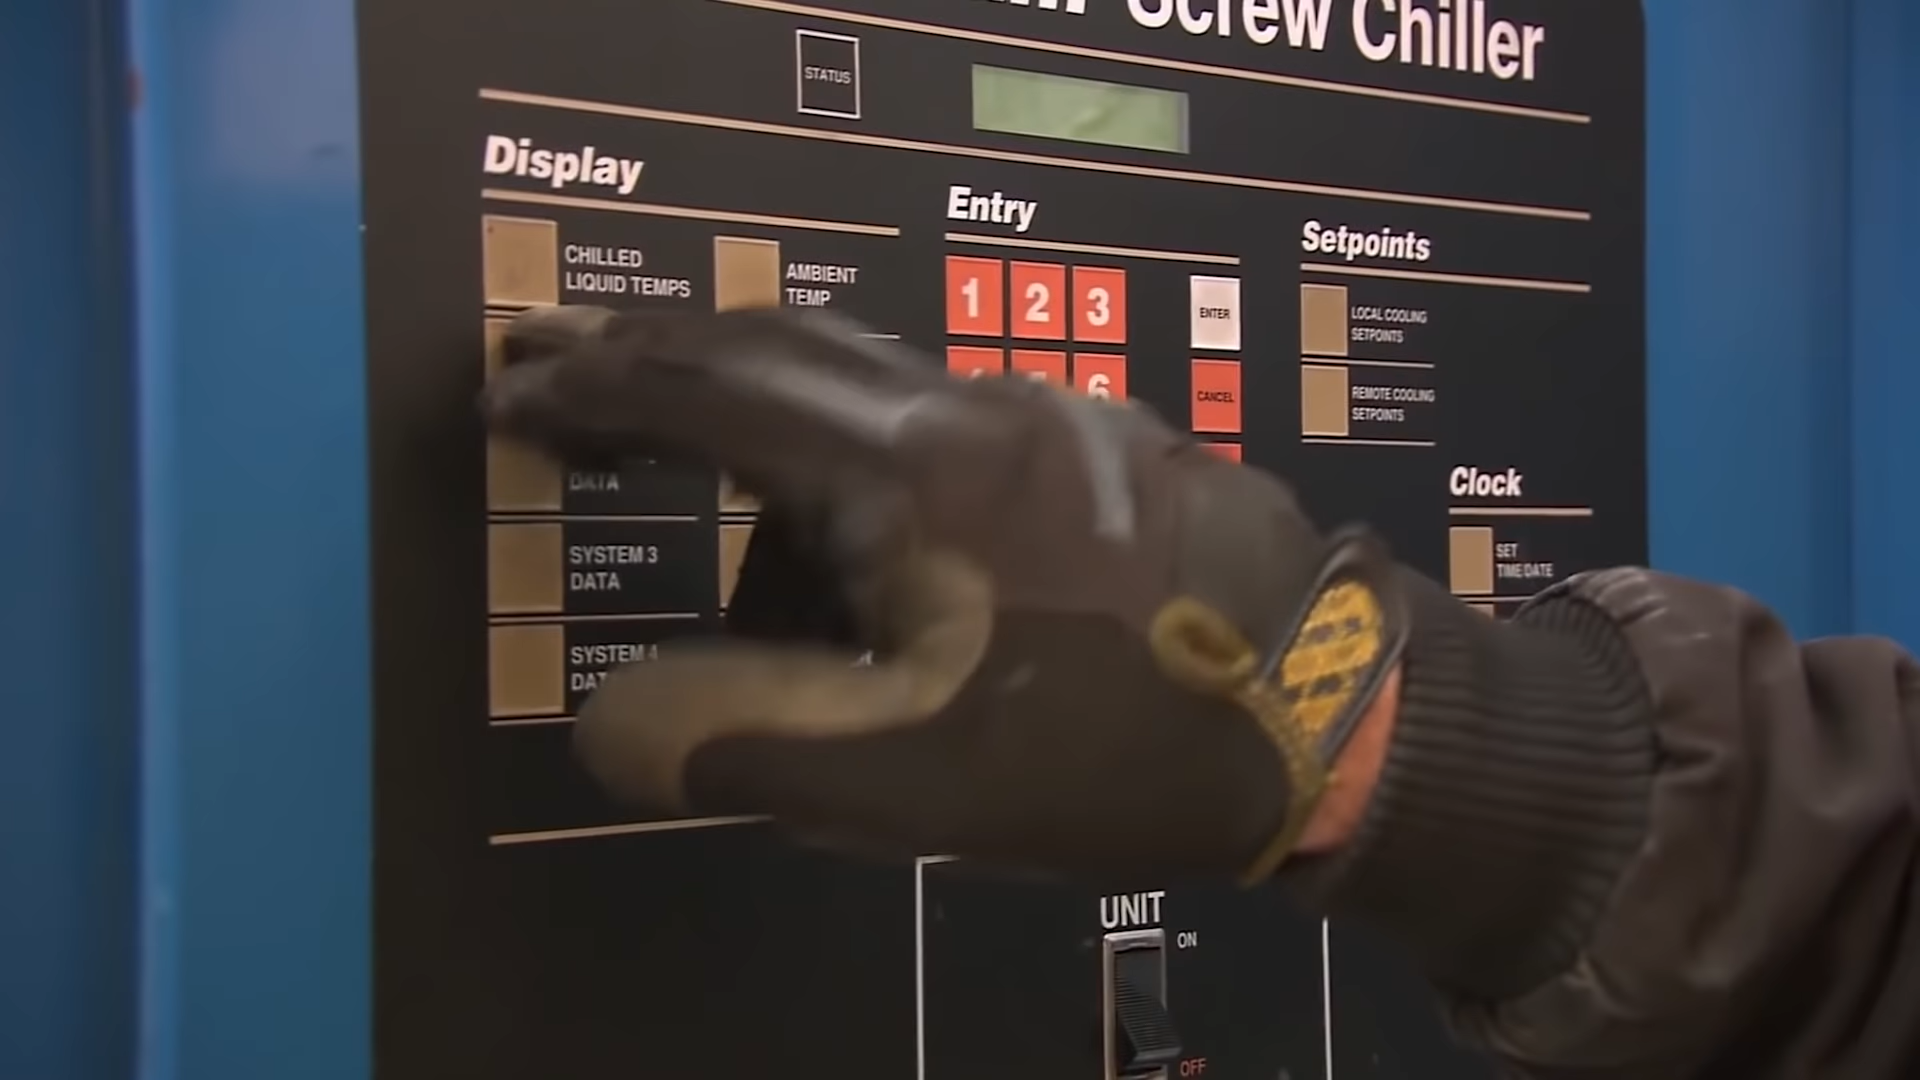 Screw Chiller
STATUS
Display
Entry
Setpoints
CHILLED
LIQUID TEMPS
AMBIENT
TEMP
1 2 3
ENTER
LOCAL COOLING
SETPOINTS
6
CANCEL
REMOTE COOLING
SETPOINTS
DATA
Clock
SYSTEM 3
DATA
SET
TIME/DATE
SYSTEM 4
UNIT
ON
OFF